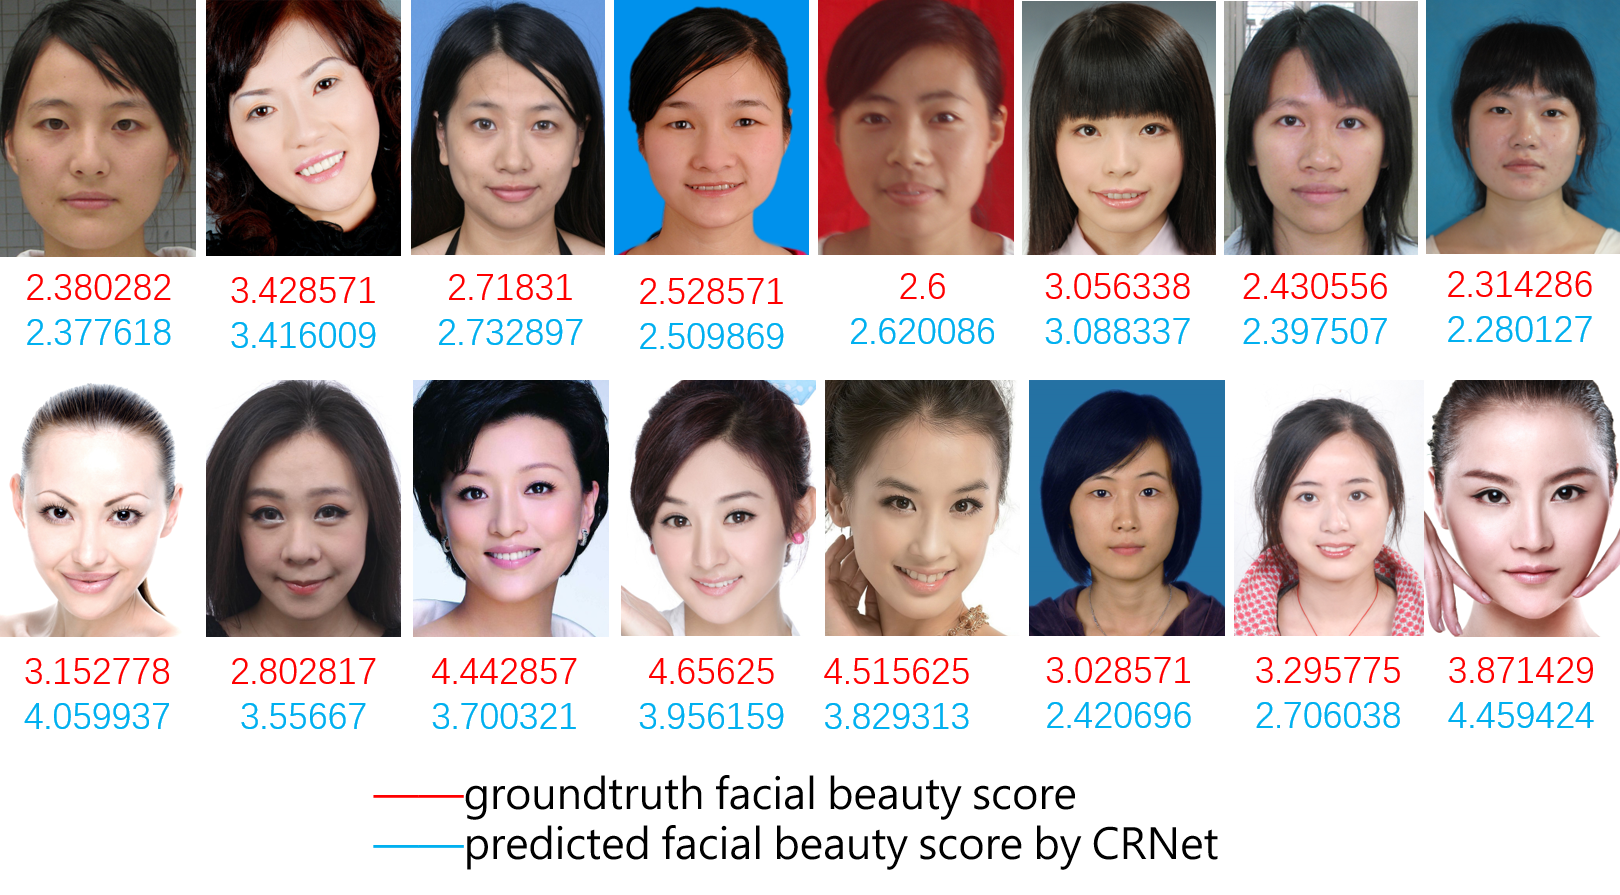 2.380282 3.428571 2.71831 2.528571 2.6 3.056338 2.430556 2.314286
2.377618 3.416009 2.732897 2.509869 2.620086 3.088337 2.397507 2.280127
3.152778 2.802817 4.442857 4.65625 4.515625 3.028571 3.295775 3.871429
4.059937 3.55667 3.700321 3.956159 3.829313 2.420696 2.706038 4.459424
groundtruth facial beauty score
predicted facial beauty score by CRNet